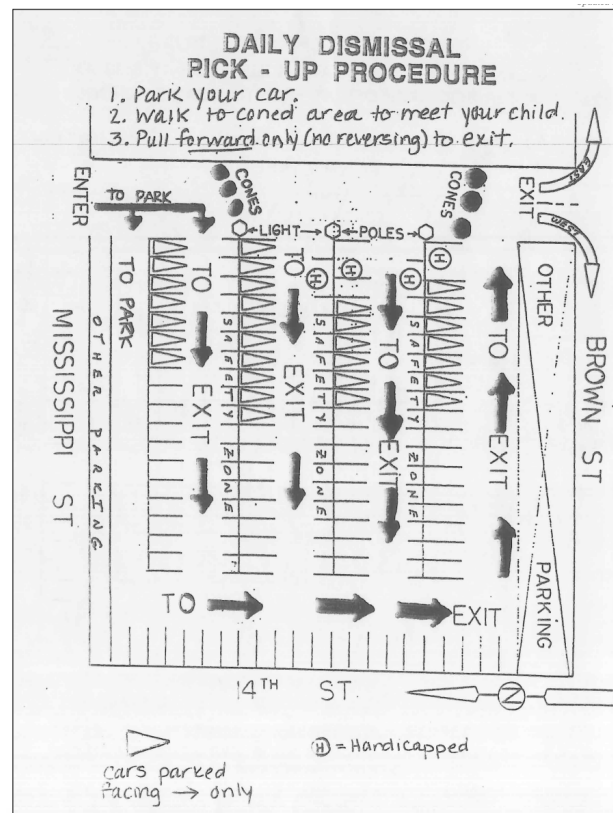 DAILY DISMISSAL
PICK - UP PROCEDURE
1. Park your car.
2. Walk to coned area to meet your child.
3. Pull forward only (no reversing) to exit.
ENTER
TO PARK
CONES
LIGHT
POLES
CONES
EXIT
EAST
WEST
TO PARK
TO EXIT
TO EXIT
TO EXIT
TO EXIT
H
H
H
H
SAFETY ZONE
SAFETY ZONE
SAFETY ZONE
OTHER PARKING
OTHER PARKING
MISSISSIPPI ST
BROWN ST
TO EXIT
14TH ST.
N
H = Handicapped
Cars parked
facing → only